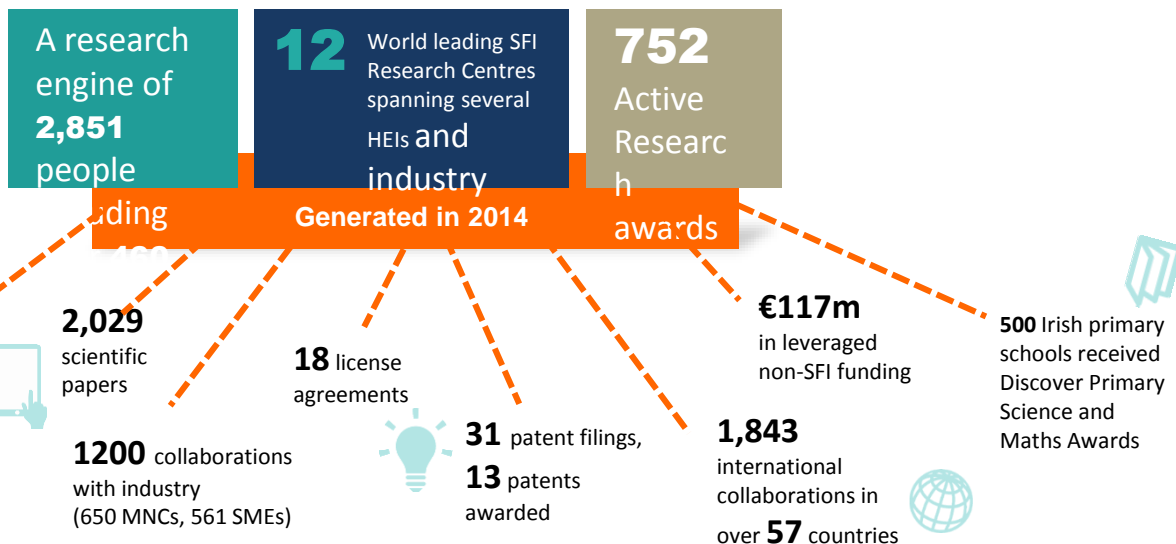 A research
engine of
2,851
people
uding
12
World leading SFI
Research Centres
spanning several
HEIs and
industry
752
Active
Researc
h
awards
Generated in 2014
2,029
scientific
papers
1200 collaborations
with industry
(650 MNCs, 561 SMEs)
18 license
agreements
31 patent filings,
13 patents
awarded
1,843
international
collaborations in
over 57 countries
€117m
in leveraged
non-SFI funding
500 Irish primary
schools received
Discover Primary
Science and
Maths Awards